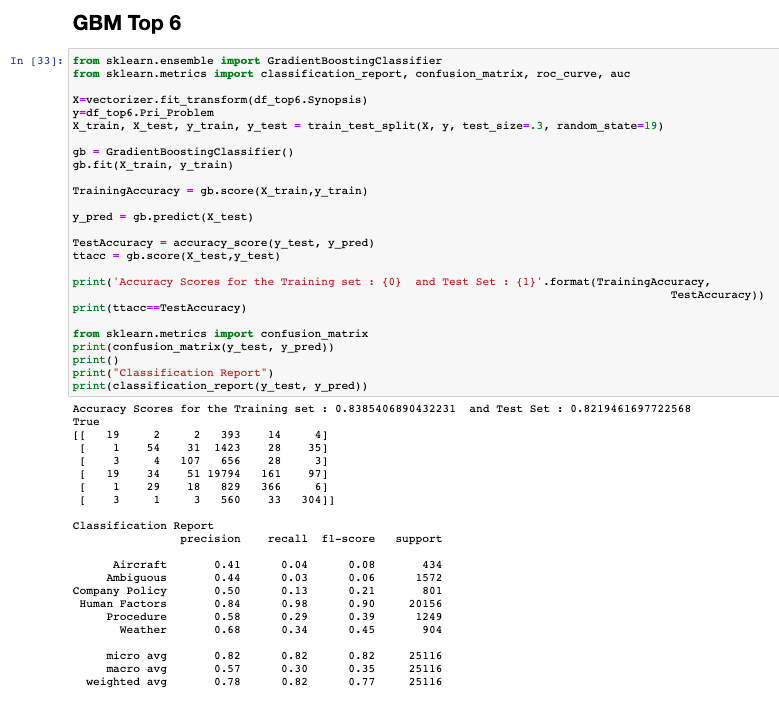 GBM Top 6
In [33]: from sklearn.ensemble import GradientBoostingClassifier
from sklearn.metrics import classification_report, confusion_matrix, roc_curve, auc
X=vectorizer.fit_transform(df_top6.Synopsis)
y=df_top6.Pri_Problem
X_train, X_test, y_train, y_test = train_test_split(X, y, test_size=.3, random_state=19)
gb = GradientBoostingClassifier()
gb.fit(X_train, y_train)
TrainingAccuracy = gb.score(X_train,y_train)
y_pred = gb.predict(X_test)
TestAccuracy = accuracy_score(y_test, y_pred)
ttacc = gb.score(X_test,y_test)
print('Accuracy Scores for the Training set : {0}  and Test Set : {1}'.format(TrainingAccuracy,
TestAccuracy))
print(ttacc==TestAccuracy)
from sklearn.metrics import confusion_matrix
print(confusion_matrix(y_test, y_pred))
print()
print("Classification Report")
print(classification_report(y_test, y_pred))
Accuracy Scores for the Training set : 0.8385406890432231  and Test Set : 0.8219461697722568
True
[[   19     2     2   393    14     4]
[    1    54    31  1423    28    35]
[    3     4   107   656    28     3]
[   19    34    51 19794   161    97]
[    1    29    18   829   366     6]
[    3     1     3   560    33   304]]
Classification Report
precision    recall  f1-score   support
Aircraft       0.41      0.04      0.08       434
Ambiguous       0.44      0.03      0.06      1572
Company Policy       0.50      0.13      0.21       801
Human Factors       0.84      0.98      0.90     20156
Procedure       0.58      0.29      0.39      1249
Weather       0.68      0.34      0.45       904
micro avg       0.82      0.82      0.82     25116
macro avg       0.57      0.30      0.35     25116
weighted avg       0.78      0.82      0.77     25116